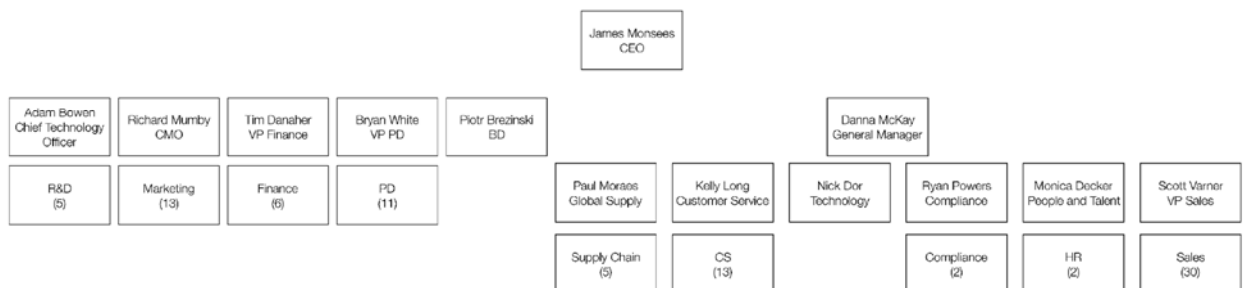 James Monsees
CEO
Adam Bowen
Chief Technology
Officer
Richard Mumby
CMO
Tim Danaher
VP Finance
Bryan White
VP PD
Piotr Brezinski
BD
Danna McKay
General Manager
R&D
(5)
Marketing
(13)
Finance
(6)
PD
(11)
Paul Moraes
Global Supply
Kelly Long
Customer Service
Nick Dor
Technology
Ryan Powers
Compliance
Monica Decker
People and Talent
Scott Varner
VP Sales
Supply Chain
(5)
CS
(13)
Compliance
(2)
HR
(2)
Sales
(30)